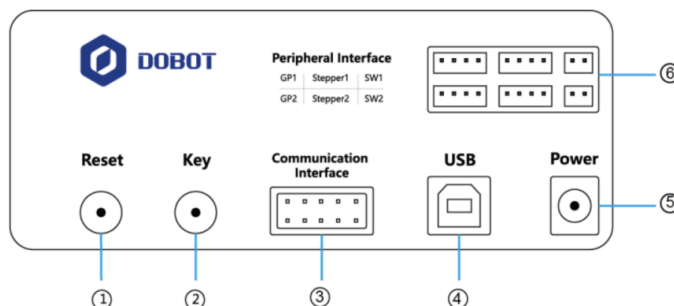 DOBOT
Peripheral Interface
GP1 Stepper1 SW1
GP2 Stepper2 SW2
⑥
Reset Key Communication Interface USB Power
⑤
① ② ③ ④